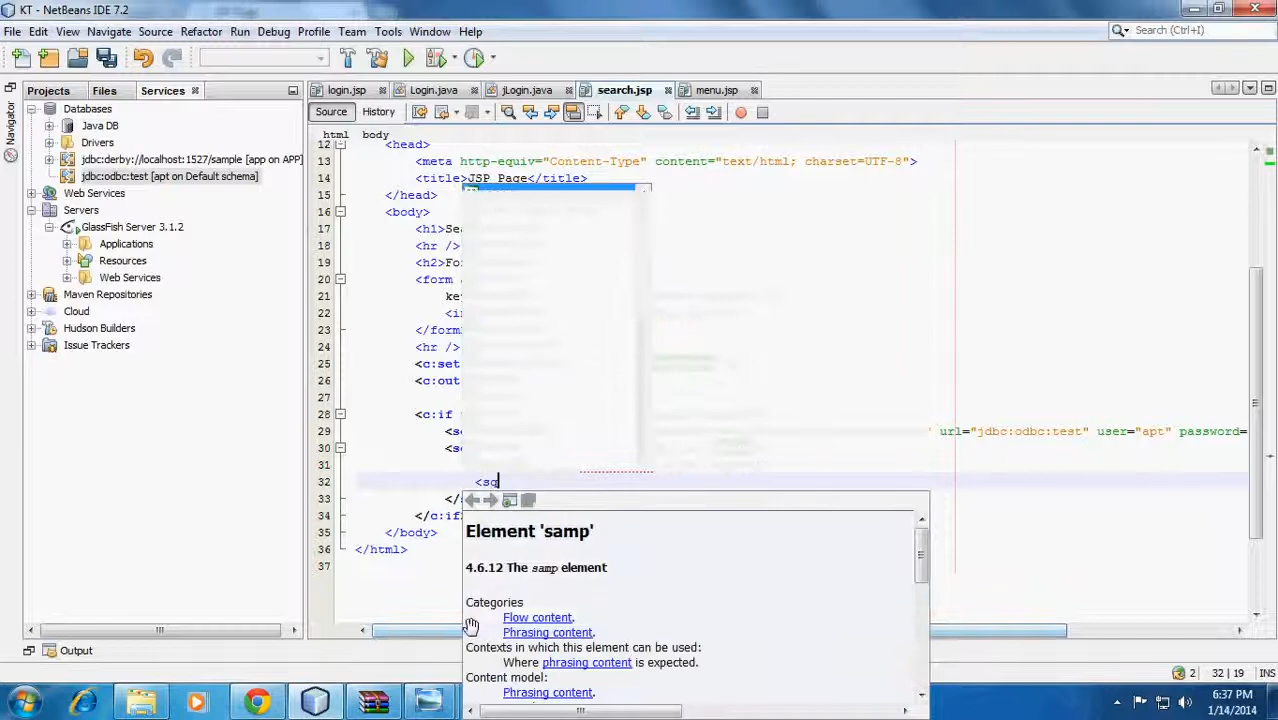 KT - NetBeans IDE 7.2
File Edit View Navigate Source Refactor Run Debug Profile Team Tools Window Help
Search (Ctrl+I)
Projects Files Services
login.jsp Login.java jLogin.java search.jsp menu.jsp
Source History
Navigator
html body
Databases
Java DB
Drivers
jdbc:derby://localhost:1527/sample [app on APP]
jdbc:odbc:test [apt on Default schema]
Web Services
Servers
GlassFish Server 3.1.2
Applications
Resources
Web Services
Maven Repositories
Cloud
Hudson Builders
Issue Trackers
12 <head>
13 <meta http-equiv="Content-Type" content="text/html; charset=UTF-8">
14 <title>JSP Page</title>
15 </head>
16 <body>
17 <h1>Sea
18 <hr />
19 <h2>Fo
20 <form
21 key
22 <in
23 </form
24 <hr />
25 <c:set
26 <c:out
27
28 <c:if
29 url="jdbc:odbc:test" user="apt" password=
30
31
32 <sq
33 </
34 </c:if
35 </body>
36 </html>
37
Element 'samp'
4.6.12 The samp element
Categories
Flow content.
Phrasing content.
Contexts in which this element can be used:
Where phrasing content is expected.
Content model:
Phrasing content.
Output
2 32 | 19 INS
6:37 PM
1/14/2014